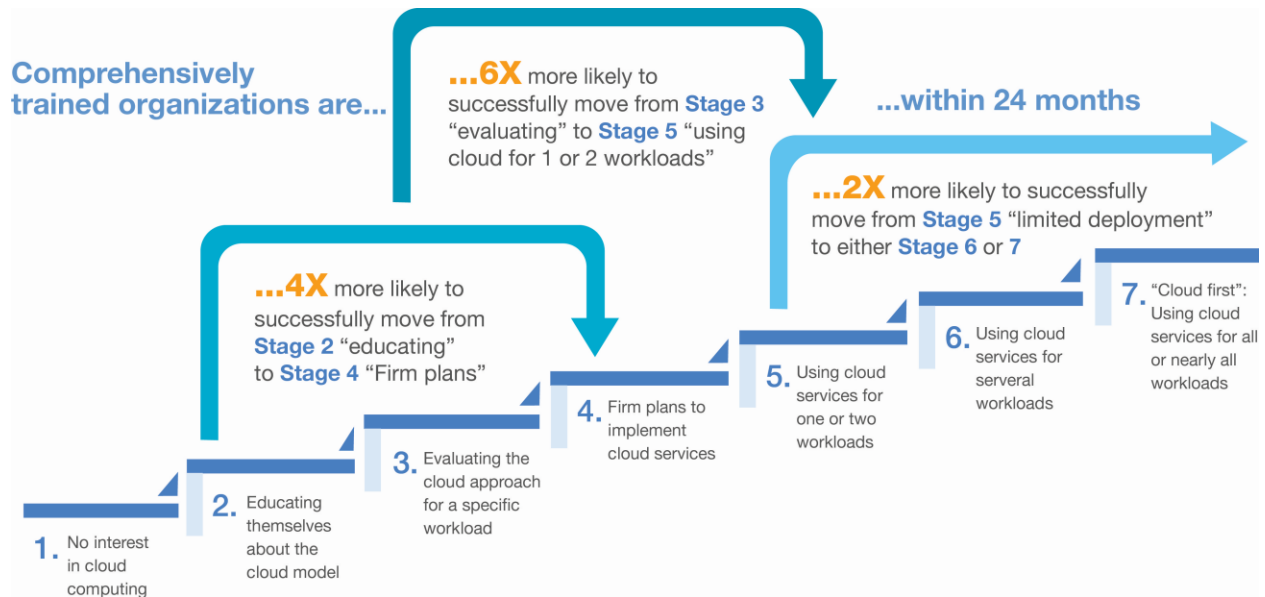 Comprehensively
trained organizations are...
...6X more likely to
successfully move from Stage 3
“evaluating” to Stage 5 “using
cloud for 1 or 2 workloads”
...within 24 months
...2X more likely to successfully
move from Stage 5 “limited deployment”
to either Stage 6 or 7
...4X more likely to
successfully move from
Stage 2 “educating”
to Stage 4 “Firm plans”
1. No interest
in cloud
computing
2. Educating
themselves
about the
cloud model
3. Evaluating the
cloud approach
for a specific
workload
4. Firm plans to
implement
cloud services
5. Using cloud
services for
one or two
workloads
6. Using cloud
services for
serveral
workloads
7. “Cloud first”:
Using cloud
services for all
or nearly all
workloads